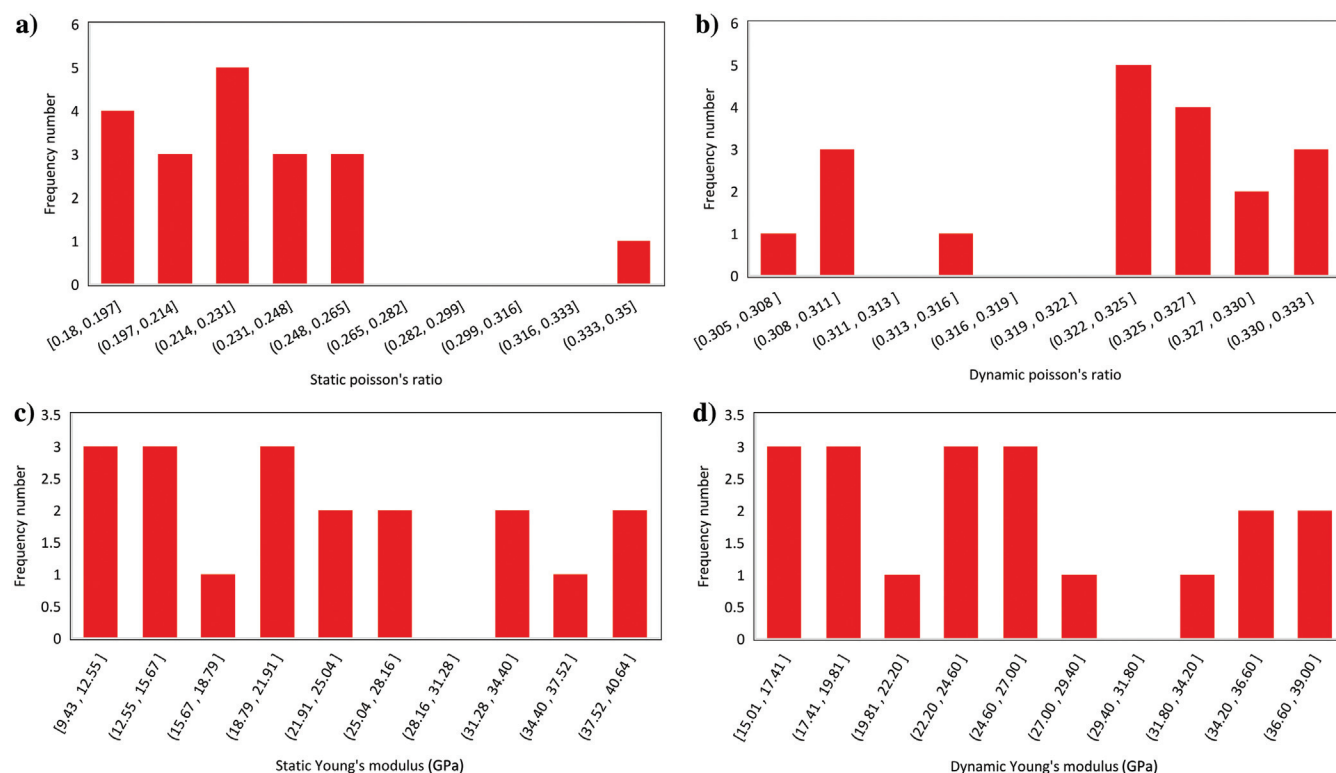 a)
6
5
4
3
2
1
0
Frequency number
[0.18, 0.197]
(0.197, 0.214]
(0.214, 0.231]
(0.231, 0.248]
(0.248, 0.265]
(0.265, 0.282]
(0.282, 0.299]
(0.299, 0.316]
(0.316, 0.333]
(0.333, 0.35]
Static poisson's ratio
b)
6
5
4
3
2
1
0
Frequency number
[0.305 , 0.308 ]
(0.308 , 0.311 ]
(0.311 , 0.313 ]
(0.313 , 0.316 ]
(0.316 , 0.319 ]
(0.319 , 0.322 ]
(0.322 , 0.325 ]
(0.325 , 0.327 ]
(0.327 , 0.330 ]
(0.330 , 0.333 ]
Dynamic poisson's ratio
c)
3.5
3
2.5
2
1.5
1
0.5
0
Frequency number
[9.43 , 12.55 ]
(12.55 , 15.67 ]
(15.67 , 18.79 ]
(18.79 , 21.91 ]
(21.91 , 25.04 ]
(25.04 , 28.16 ]
(28.16 , 31.28 ]
(31.28 , 34.40 ]
(34.40 , 37.52 ]
(37.52 , 40.64 ]
Static Young's modulus (GPa)
d)
3.5
3
2.5
2
1.5
1
0.5
0
Frequency number
[15.01 , 17.41 ]
(17.41 , 19.81 ]
(19.81 , 22.20 ]
(22.20 , 24.60 ]
(24.60 , 27.00 ]
(27.00 , 29.40 ]
(29.40 , 31.80 ]
(31.80 , 34.20 ]
(34.20 , 36.60 ]
(36.60 , 39.00 ]
Dynamic Young's modulus (GPa)